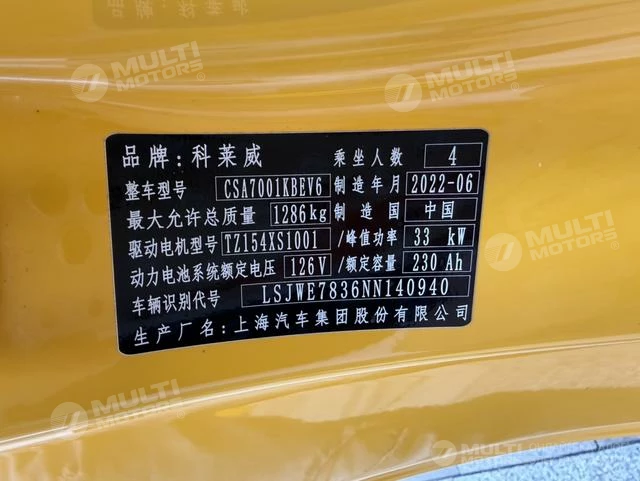 MULTI
MOTORS®
MULTI
MOTORS®
品牌:科莱威 乘坐人数 4
整车型号 CSA7001KBEV6 制造年月 2022-06
最大允许总质量 1286kg 制造国 中国
驱动电机型号 TZ154XS1001 /峰值功率 33 kW
动力电池系统额定电压 126V /额定容量 230 Ah
车辆识别代号 LSJWE7836NN140940
生产厂名:上海汽车集团股份有限公司
MULTI
MOTORS
MULTI